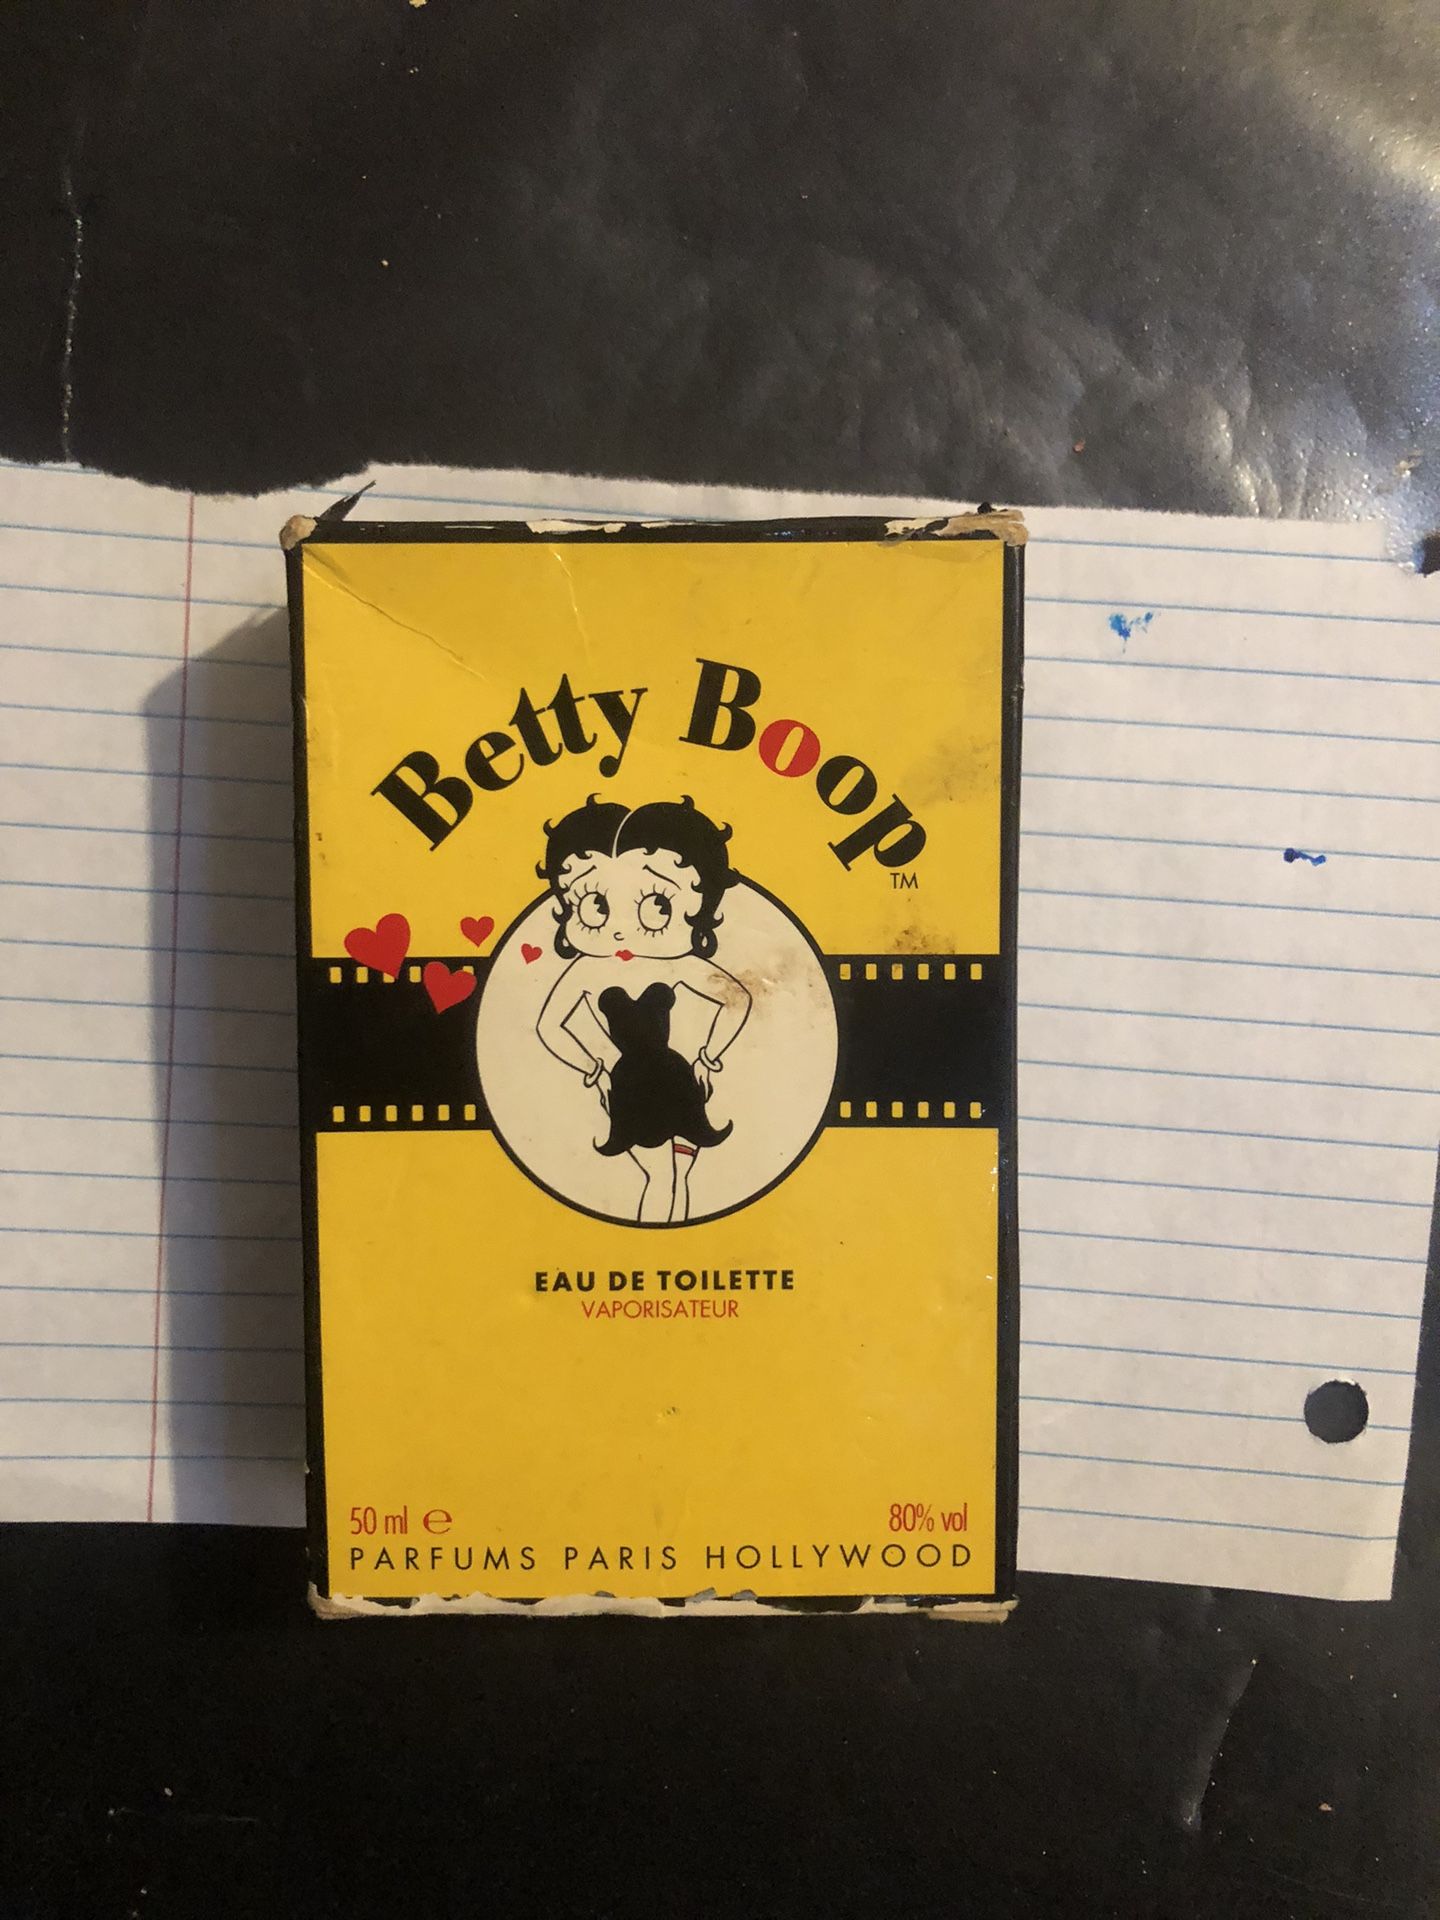 Betty Boop
TM
EAU DE TOILETTE
VAPORISATEUR
50 ml ℮ 80% vol
PARFUMS PARIS HOLLYWOOD